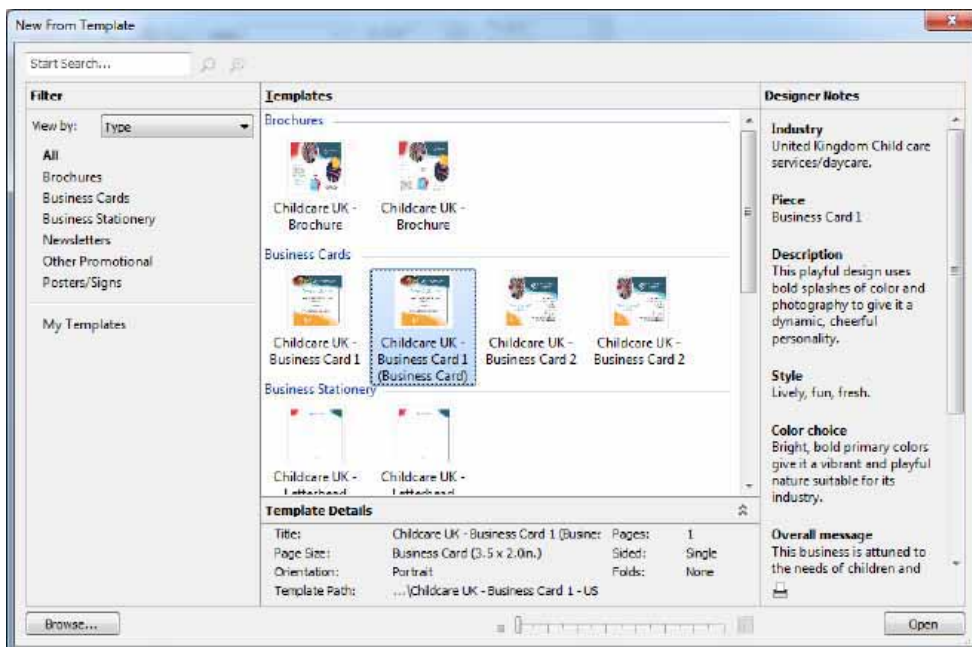 New From Template
Start Search...
Filter
View by: Type
All
Brochures
Business Cards
Business Stationery
Newsletters
Other Promotional
Posters/Signs
My Templates
Templates
Brochures
Childcare UK -
Brochure
Childcare UK -
Brochure
Business Cards
Childcare UK -
Business Card 1
Childcare UK -
Business Card 1
(Business Card)
Childcare UK -
Business Card 2
Childcare UK -
Business Card 2
Business Stationery
Childcare UK -
Letterhead
Childcare UK -
Letterhead
Template Details
Title: Childcare UK - Business Card 1 (Busines Pages: 1
Page Size: Business Card (3.5 x 2.0in.) Sided: Single
Orientation: Portrait Folds: None
Template Path: ...\Childcare UK - Business Card 1 - US
Designer Notes
Industry
United Kingdom Child care
services/daycare.
Piece
Business Card 1
Description
This playful design uses
bold splashes of color and
photography to give it a
dynamic, cheerful
personality.
Style
Lively, fun, fresh.
Color choice
Bright, bold primary colors
give it a vibrant and playful
nature suitable for its
industry.
Overall message
This business is attuned to
the needs of children and
Browse...
Open